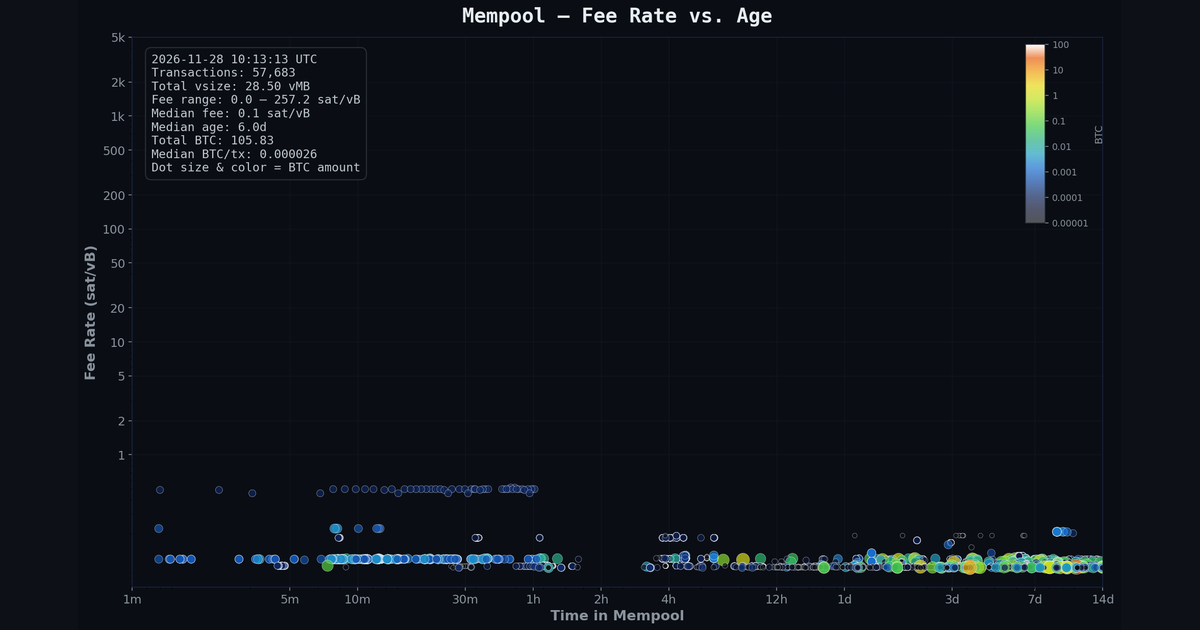 Mempool — Fee Rate vs. Age
2026-11-28 10:13:13 UTC
Transactions: 57,683
Total vsize: 28.50 vMB
Fee range: 0.0 – 257.2 sat/vB
Median fee: 0.1 sat/vB
Median age: 6.0d
Total BTC: 105.83
Median BTC/tx: 0.000026
Dot size & color = BTC amount
5k
2k
1k
500
200
100
50
20
10
5
2
1
Fee Rate (sat/vB)
100
10
1
0.1
0.01
0.001
0.0001
0.00001
BTC
1m
5m
10m
30m
1h
2h
4h
12h
1d
3d
7d
14d
Time in Mempool